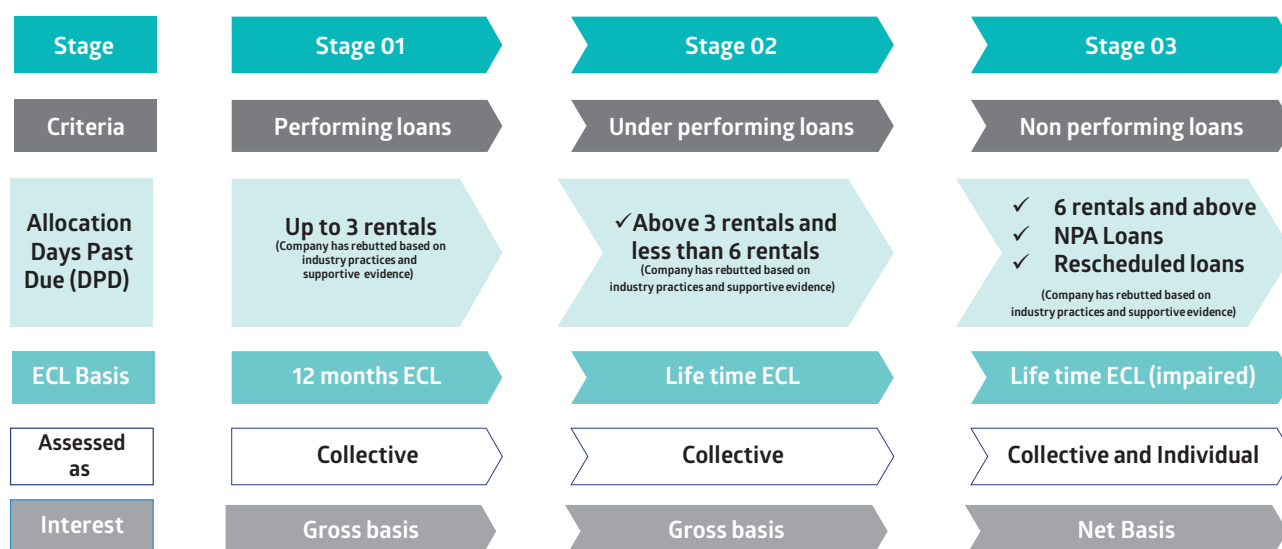 Stage
Stage 01
Stage 02
Stage 03
Criteria
Performing loans
Under performing loans
Non performing loans
Allocation
Days Past
Due (DPD)
Up to 3 rentals
(Company has rebutted based on
industry practices and
supportive evidence)
✓Above 3 rentals and
less than 6 rentals
(Company has rebutted based on
industry practices and supportive evidence)
✓ 6 rentals and above
✓ NPA Loans
✓ Rescheduled loans
(Company has rebutted based on
industry practices and supportive evidence)
ECL Basis
12 months ECL
Life time ECL
Life time ECL (impaired)
Assessed
as
Collective
Collective
Collective and Individual
Interest
Gross basis
Gross basis
Net Basis